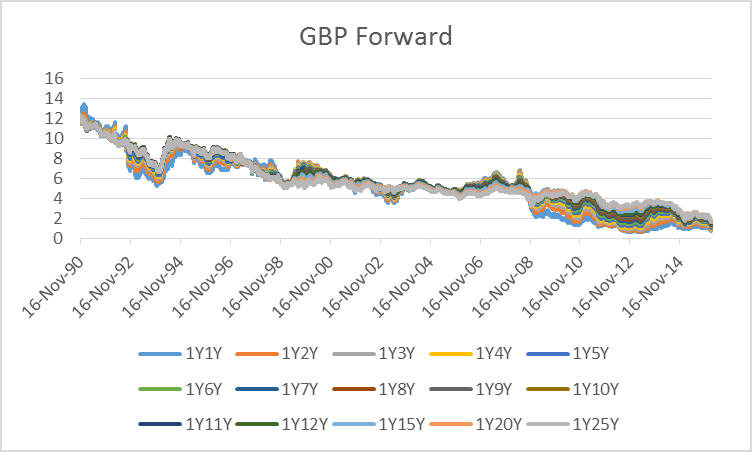 GBP Forward
16
14
12
10
8
6
4
2
0
16-Nov-90
16-Nov-92
16-Nov-94
16-Nov-96
16-Nov-98
16-Nov-00
16-Nov-02
16-Nov-04
16-Nov-06
16-Nov-08
16-Nov-10
16-Nov-12
16-Nov-14
1Y1Y 1Y2Y 1Y3Y 1Y4Y 1Y5Y
1Y6Y 1Y7Y 1Y8Y 1Y9Y 1Y10Y
1Y11Y 1Y12Y 1Y15Y 1Y20Y 1Y25Y